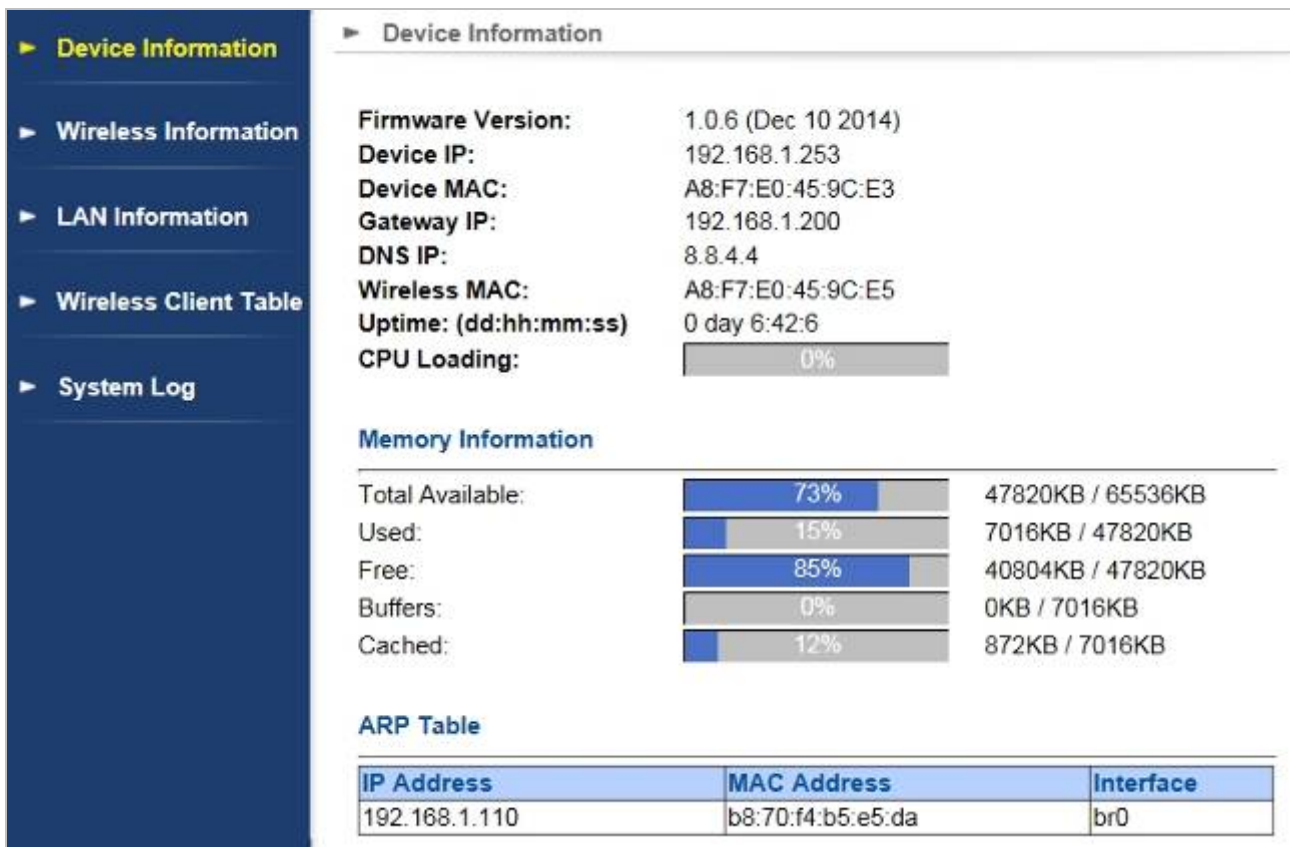 Device Information
Wireless Information
LAN Information
Wireless Client Table
System Log
Device Information
Firmware Version: 1.0.6 (Dec 10 2014)
Device IP: 192.168.1.253
Device MAC: A8:F7:E0:45:9C:E3
Gateway IP: 192.168.1.200
DNS IP: 8.8.4.4
Wireless MAC: A8:F7:E0:45:9C:E5
Uptime: (dd:hh:mm:ss) 0 day 6:42:6
CPU Loading: 0%
Memory Information
Total Available: 73% 47820KB / 65536KB
Used: 15% 7016KB / 47820KB
Free: 85% 40804KB / 47820KB
Buffers: 0% 0KB / 7016KB
Cached: 12% 872KB / 7016KB
ARP Table
IP Address MAC Address Interface
192.168.1.110 b8:70:f4:b5:e5:da br0